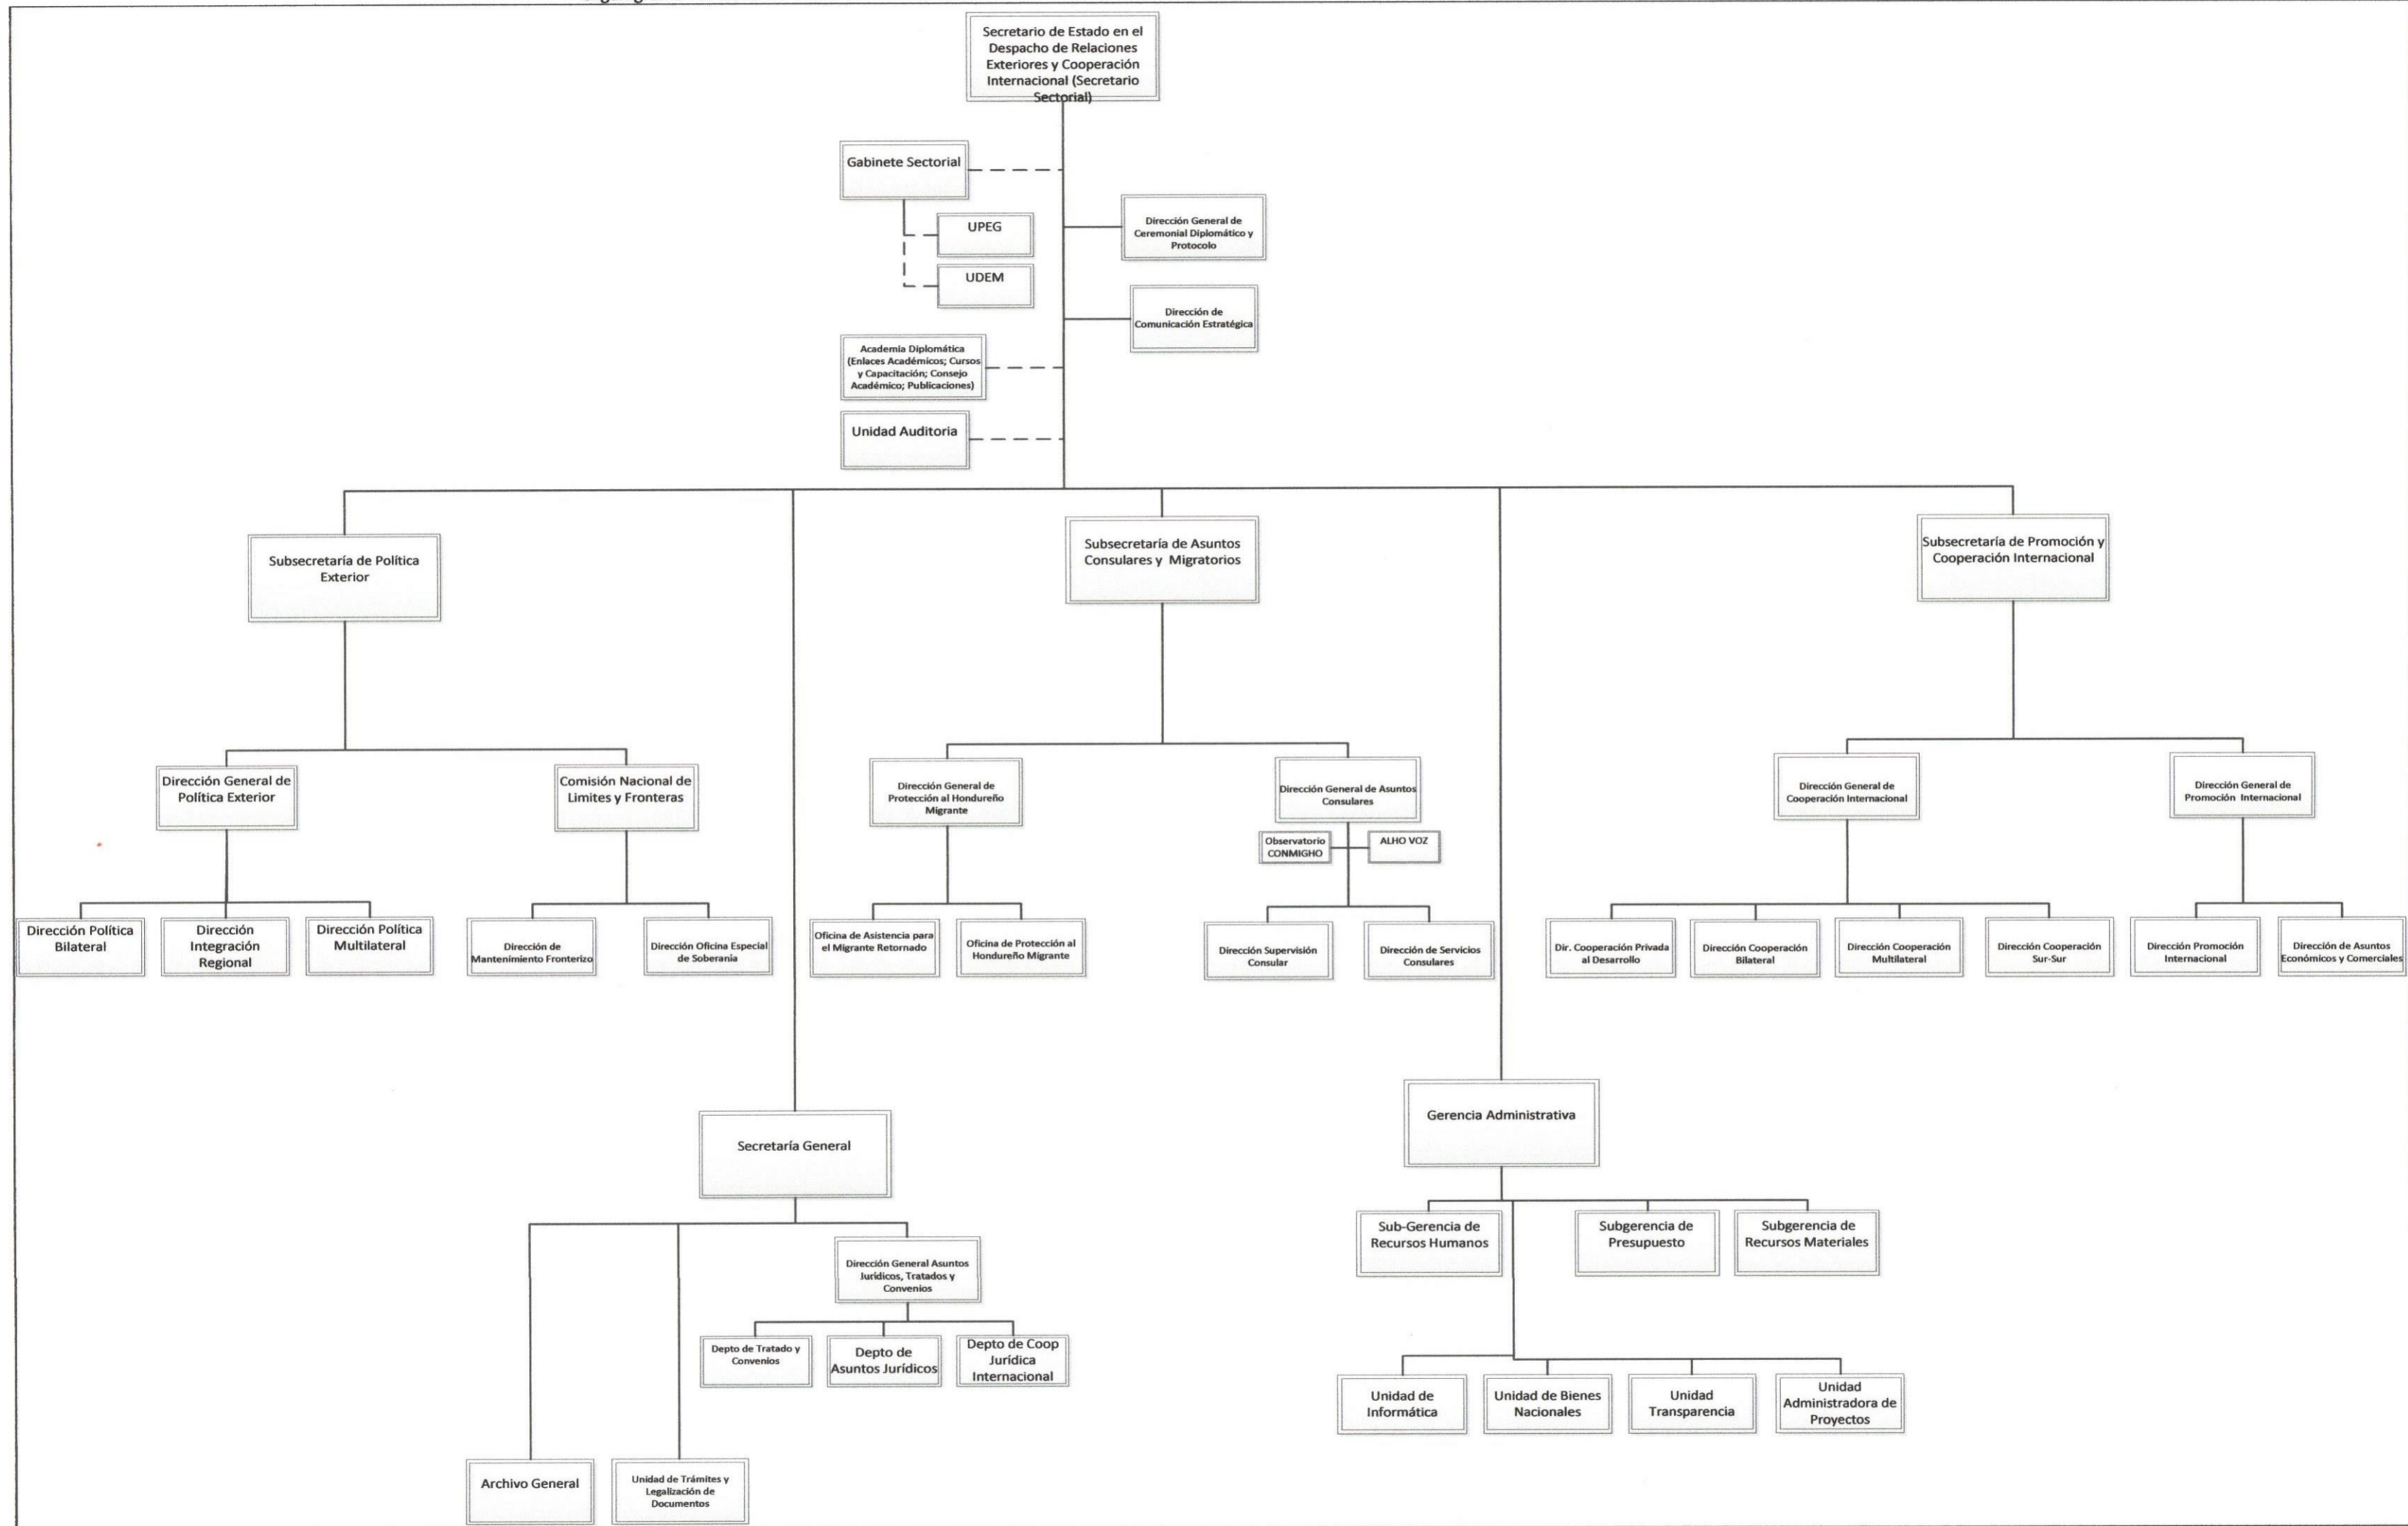 Secretario de Estado en el
Despacho de Relaciones
Exteriores y Cooperación
Internacional (Secretario
Sectorial)
Gabinete Sectorial
UPEG
UDEM
Dirección General de
Ceremonial Diplomático y
Protocolo
Dirección de
Comunicación Estratégica
Academia Diplomática
(Enlaces Académicos; Cursos
y Capacitación; Consejo
Académico; Publicaciones)
Unidad Auditoria
Subsecretaría de Política
Exterior
Subsecretaría de Asuntos
Consulares y Migratorios
Subsecretaría de Promoción y
Cooperación Internacional
Dirección General de
Política Exterior
Comisión Nacional de
Limites y Fronteras
Dirección General de
Protección al Hondureño
Migrante
Dirección General de Asuntos
Consulares
Observatorio
CONMIGHO
ALHO VOZ
Dirección General de
Cooperación Internacional
Dirección General de
Promoción Internacional
Dirección Política
Bilateral
Dirección
Integración
Regional
Dirección Política
Multilateral
Dirección de
Mantenimiento Fronterizo
Dirección Oficina Especial
de Soberanía
Oficina de Asistencia para
el Migrante Retornado
Oficina de Protección al
Hondureño Migrante
Dirección Supervisión
Consular
Dirección de Servicios
Consulares
Dir. Cooperación Privada
al Desarrollo
Dirección Cooperación
Bilateral
Dirección Cooperación
Multilateral
Dirección Cooperación
Sur-Sur
Dirección Promoción
Internacional
Dirección de Asuntos
Económicos y Comerciales
Secretaría General
Gerencia Administrativa
Dirección General Asuntos
Jurídicos, Tratados y
Convenios
Depto de Tratado y
Convenios
Depto de
Asuntos Jurídicos
Depto de Coop
Jurídica
Internacional
Sub-Gerencia de
Recursos Humanos
Subgerencia de
Presupuesto
Subgerencia de
Recursos Materiales
Unidad de
Informática
Unidad de Bienes
Nacionales
Unidad
Transparencia
Unidad
Administradora de
Proyectos
Archivo General
Unidad de Trámites y
Legalización de
Documentos